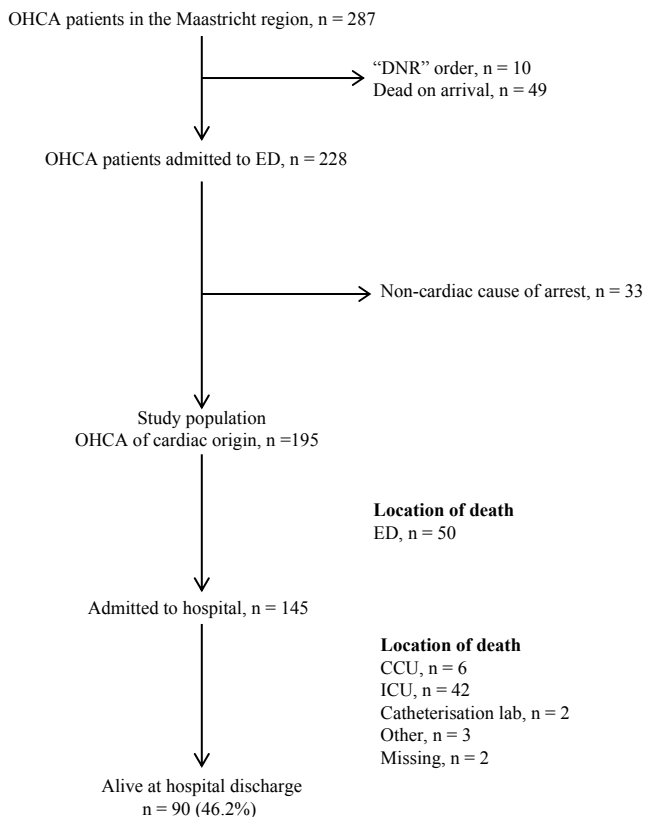 OHCA patients in the Maastricht region, n = 287
“DNR” order, n = 10
Dead on arrival, n = 49
OHCA patients admitted to ED, n = 228
Non-cardiac cause of arrest, n = 33
Study population
OHCA of cardiac origin, n =195
Location of death
ED, n = 50
Admitted to hospital, n = 145
Location of death
CCU, n = 6
ICU, n = 42
Catheterisation lab, n = 2
Other, n = 3
Missing, n = 2
Alive at hospital discharge
n = 90 (46.2%)